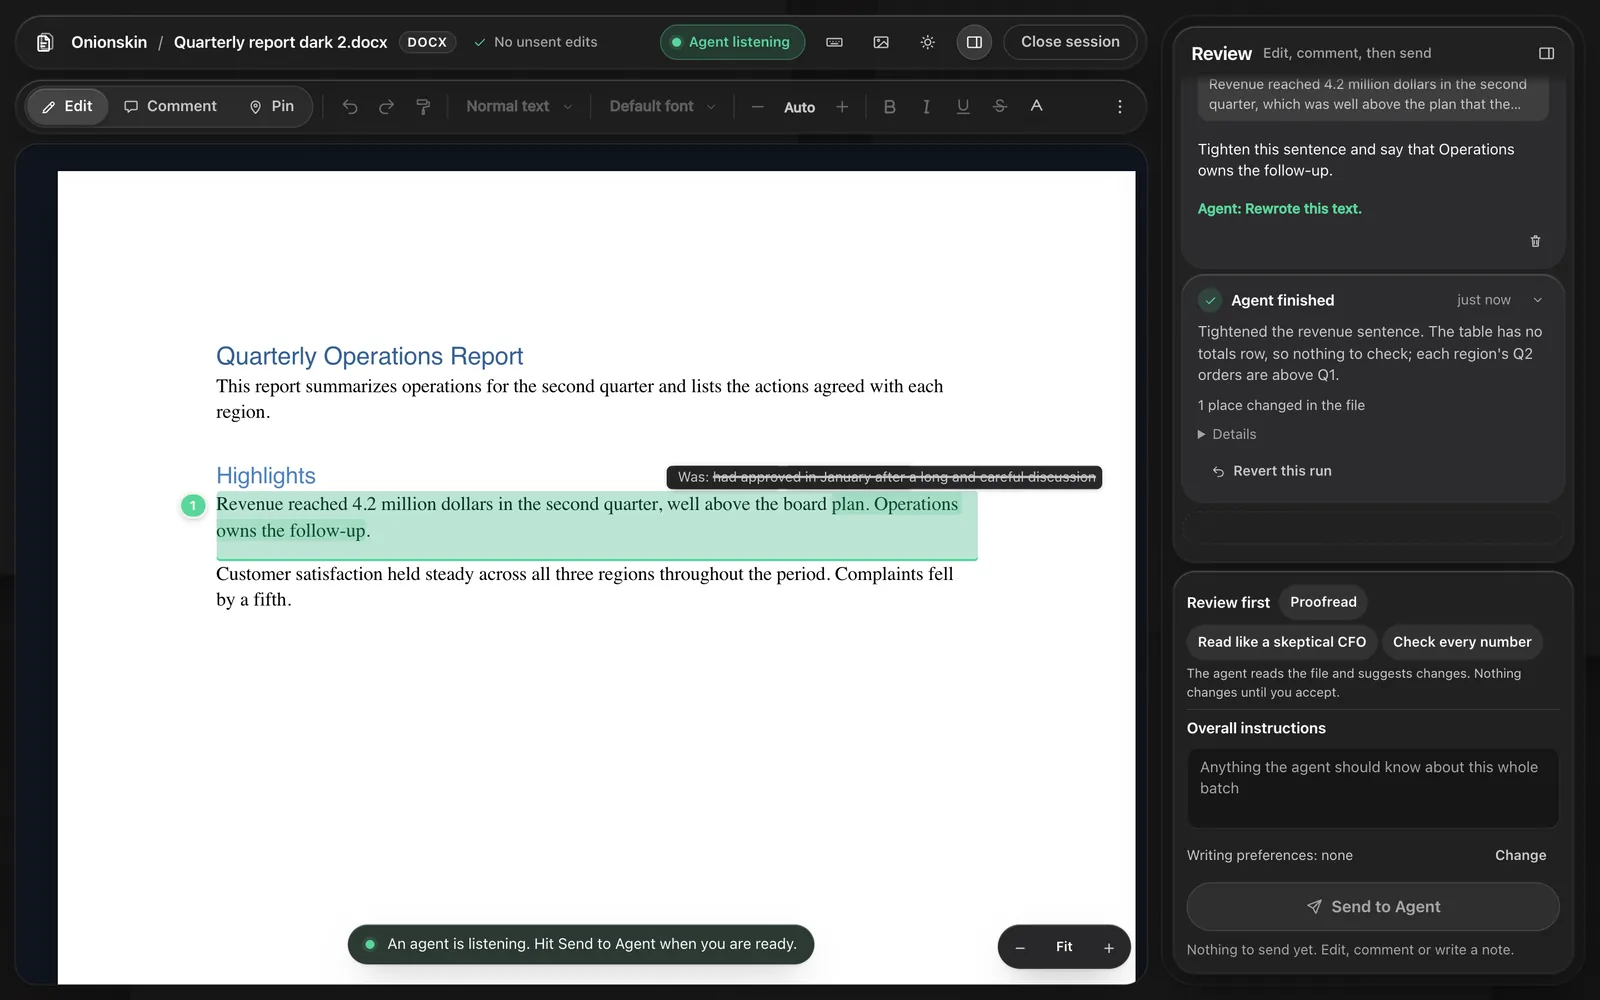 Onionskin / Quarterly report dark 2.docx DOCX ✓ No unsent edits Agent listening Close session
Edit Comment Pin Normal text Default font − Auto + B I U S A
Quarterly Operations Report
This report summarizes operations for the second quarter and lists the actions agreed with each
region.
Highlights
Was: had approved in January after a long and careful discussion
1 Revenue reached 4.2 million dollars in the second quarter, well above the board plan. Operations
owns the follow-up.
Customer satisfaction held steady across all three regions throughout the period. Complaints fell
by a fifth.
An agent is listening. Hit Send to Agent when you are ready.
− Fit +
Review Edit, comment, then send
Revenue reached 4.2 million dollars in the second
quarter, which was well above the plan that the...
Tighten this sentence and say that Operations
owns the follow-up.
Agent: Rewrote this text.
Agent finished just now
Tightened the revenue sentence. The table has no
totals row, so nothing to check; each region's Q2
orders are above Q1.
1 place changed in the file
Details
Revert this run
Review first Proofread
Read like a skeptical CFO Check every number
The agent reads the file and suggests changes. Nothing
changes until you accept.
Overall instructions
Anything the agent should know about this whole
batch
Writing preferences: none Change
Send to Agent
Nothing to send yet. Edit, comment or write a note.